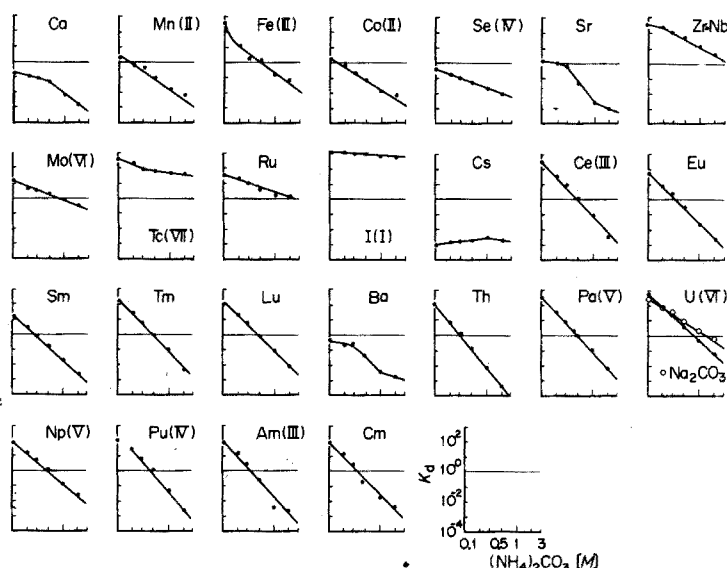 Ca Mn(II) Fe(III) Co(II) Se(IV) Sr Zr-Nb
Mo(VI) Tc(VII) Ru I(I) Cs Ce(III) Eu
Sm Tm Lu Ba Th Pa(V) U(VI)
○Na₂CO₃
Np(V) Pu(IV) Am(III) Cm
10²
10⁰
10⁻²
10⁻⁴
K_d
0.1 0.5 1 3
(NH₄)₂CO₃ [M]